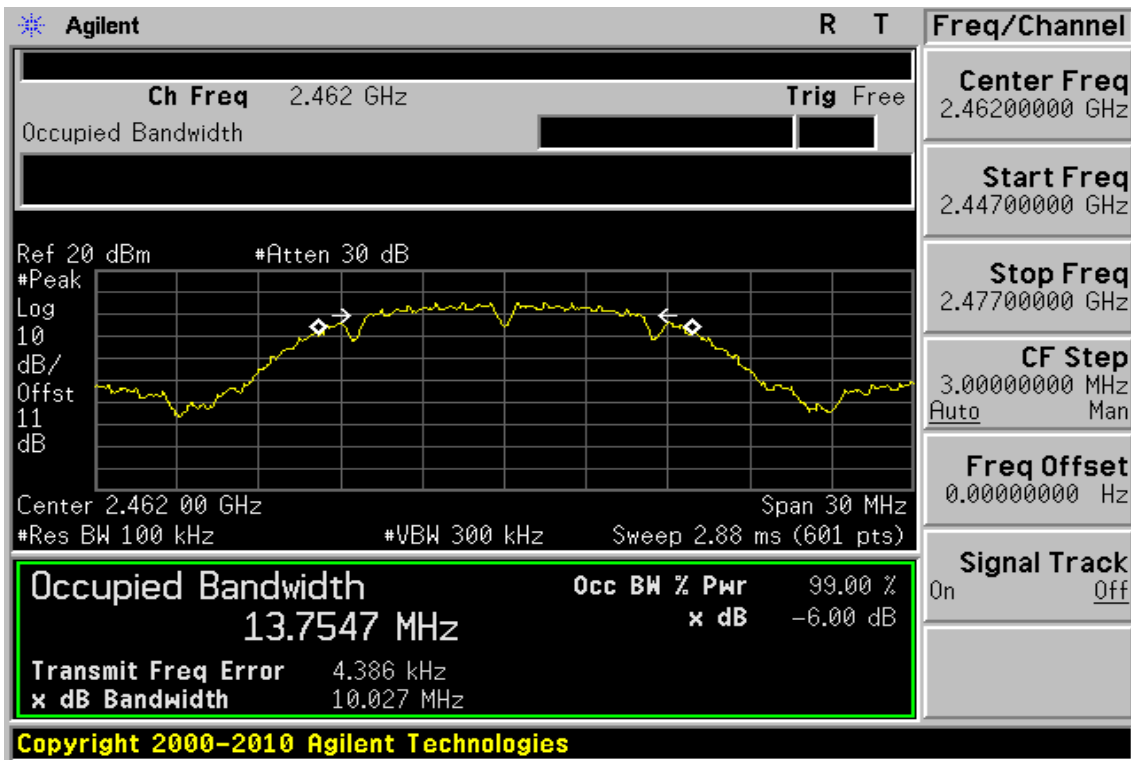 Agilent R T
Ch Freq 2.462 GHz Trig Free
Occupied Bandwidth
Ref 20 dBm #Atten 30 dB
#Peak
Log
10
dB/
Offst
11
dB
Center 2.462 00 GHz Span 30 MHz
#Res BW 100 kHz #VBW 300 kHz Sweep 2.88 ms (601 pts)
Occupied Bandwidth
13.7547 MHz
Occ BW % Pwr 99.00 %
x dB -6.00 dB
Transmit Freq Error 4.386 kHz
x dB Bandwidth 10.027 MHz
Copyright 2000-2010 Agilent Technologies
Freq/Channel
Center Freq
2.46200000 GHz
Start Freq
2.44700000 GHz
Stop Freq
2.47700000 GHz
CF Step
3.00000000 MHz
Auto Man
Freq Offset
0.00000000 Hz
Signal Track
On Off